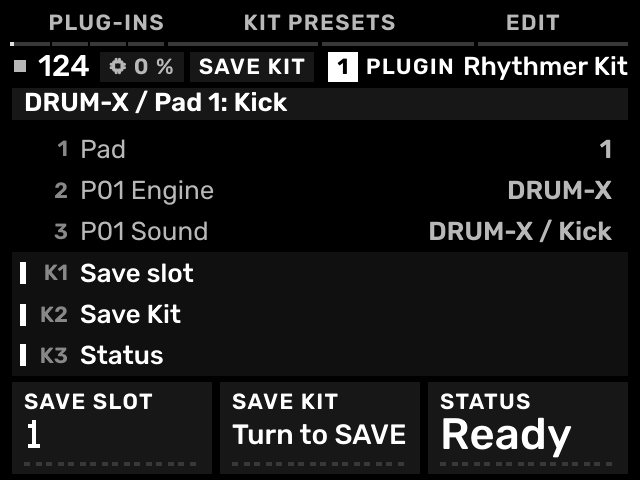 PLUG-INS KIT PRESETS EDIT
124 0 % SAVE KIT 1 PLUGIN Rhythmer Kit
DRUM-X / Pad 1: Kick
1 Pad 1
2 P01 Engine DRUM-X
3 P01 Sound DRUM-X / Kick
K1 Save slot
K2 Save Kit
K3 Status
SAVE SLOT SAVE KIT STATUS
1 Turn to SAVE Ready